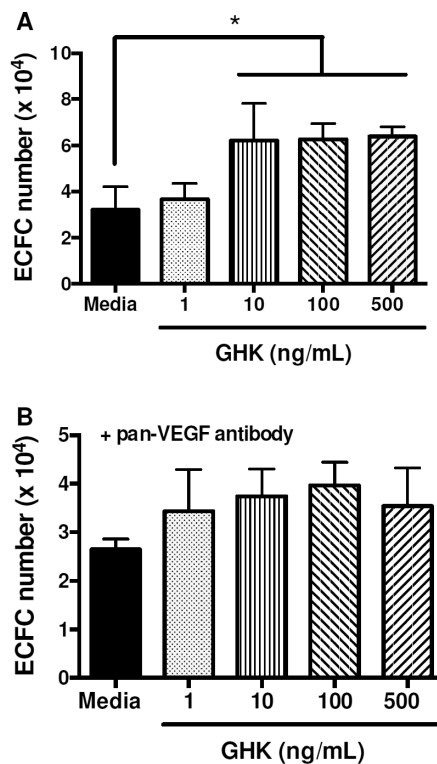 A
*
ECFC number (x 10⁴)
10
8
6
4
2
0
Media 1 10 100 500
GHK (ng/mL)
B
+ pan-VEGF antibody
ECFC number (x 10⁴)
5
4
3
2
1
0
Media 1 10 100 500
GHK (ng/mL)